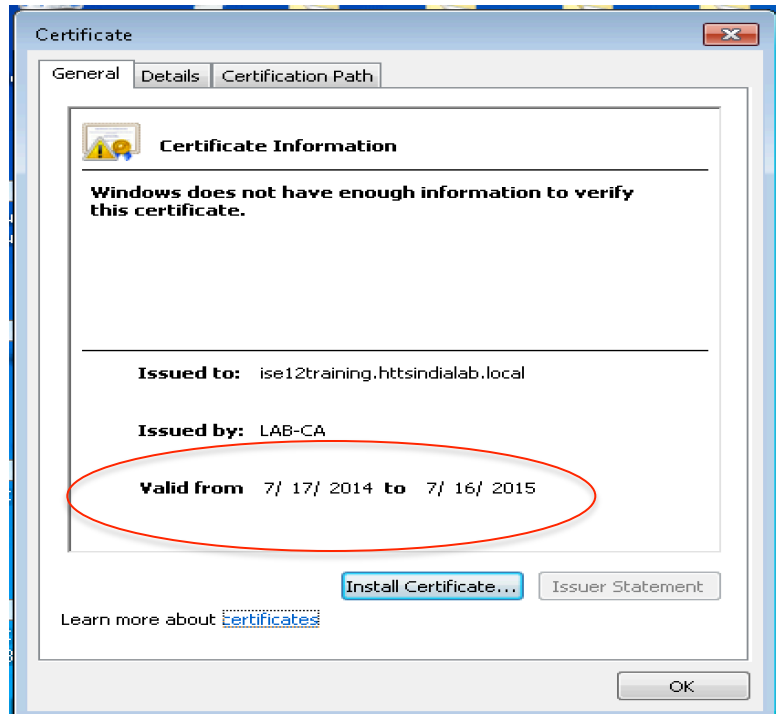 Certificate
General Details Certification Path
Certificate Information
Windows does not have enough information to verify
this certificate.
Issued to: ise12training.httsindialab.local
Issued by: LAB-CA
Valid from 7/ 17/ 2014 to 7/ 16/ 2015
Install Certificate... Issuer Statement
Learn more about certificates
OK